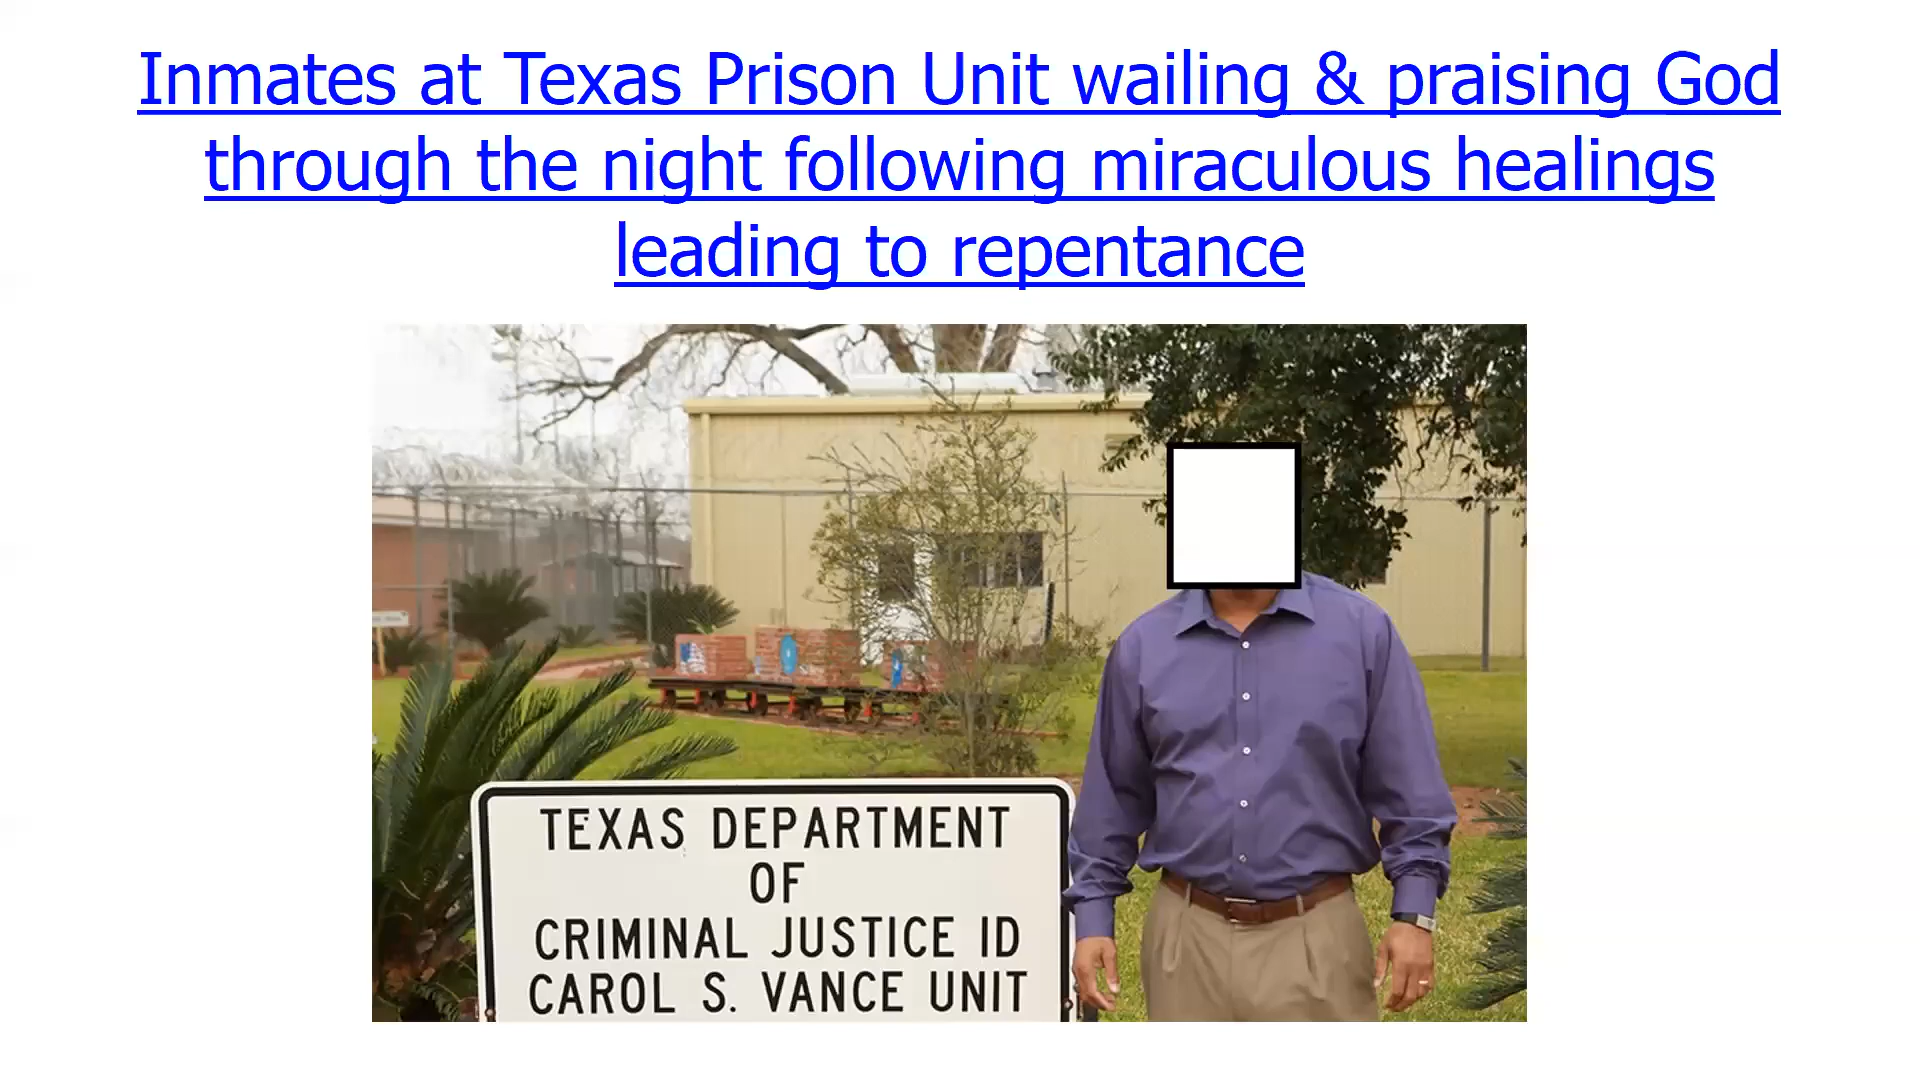 Inmates at Texas Prison Unit wailing & praising God
through the night following miraculous healings
leading to repentance
TEXAS DEPARTMENT
OF
CRIMINAL JUSTICE ID
CAROL S. VANCE UNIT